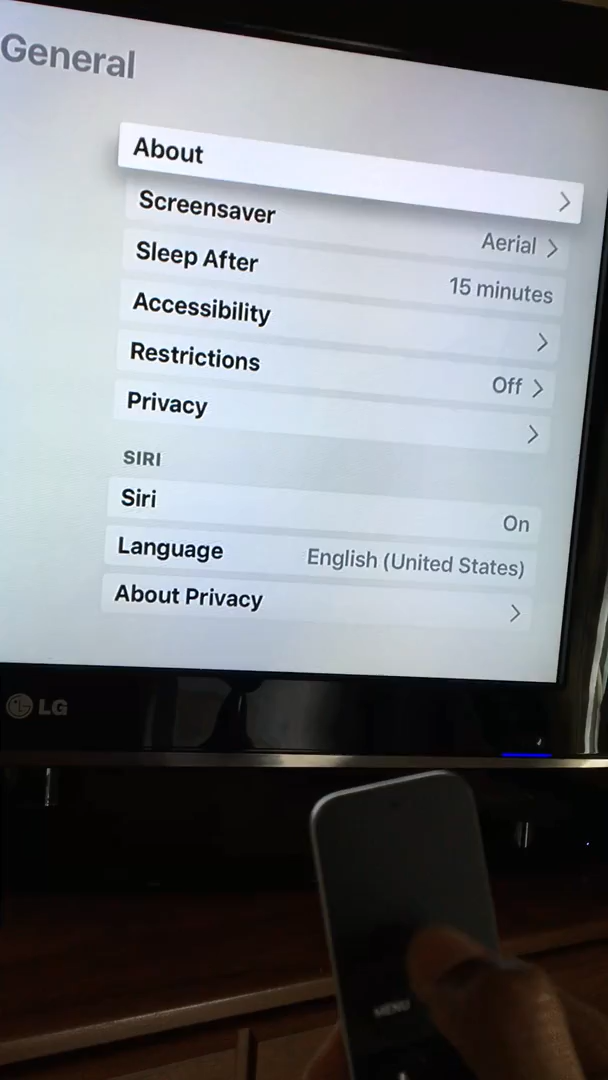 General
About
Screensaver Aerial
Sleep After 15 minutes
Accessibility
Restrictions Off
Privacy
SIRI
Siri On
Language English (United States)
About Privacy
LG
MENU